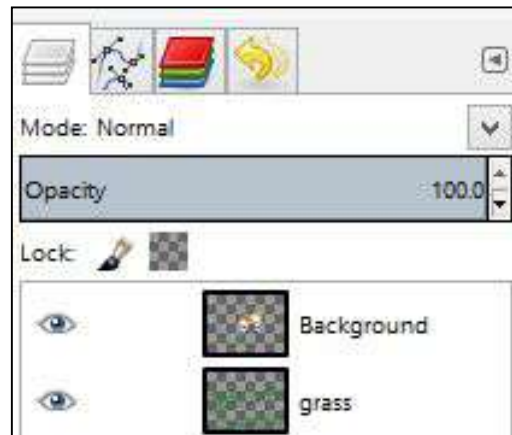 Mode: Normal
Opacity 100.0
Lock:
Background
grass